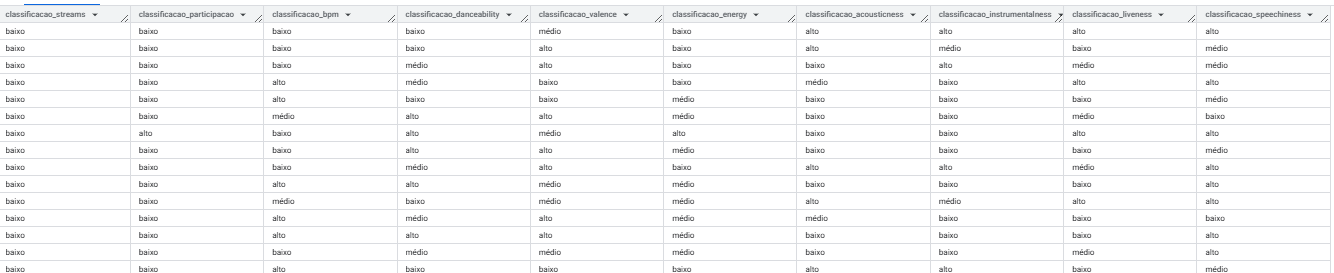 classificacao_streams classificacao_participacao classificacao_bpm classificacao_danceability classificacao_valence classificacao_energy classificacao_acousticness classificacao_instrumentalness classificacao_liveness classificacao_speechiness
baixo baixo baixo baixo médio baixo alto alto alto alto
baixo baixo baixo baixo alto baixo alto médio baixo médio
baixo baixo baixo médio alto baixo baixo alto médio médio
baixo baixo alto médio baixo baixo médio baixo alto alto
baixo baixo alto baixo baixo médio baixo baixo baixo médio
baixo baixo médio alto alto médio baixo baixo médio baixo
baixo alto baixo alto médio alto baixo baixo alto alto
baixo baixo baixo alto alto médio baixo baixo baixo médio
baixo baixo baixo médio alto baixo alto alto médio alto
baixo baixo alto alto médio médio baixo baixo baixo alto
baixo baixo médio baixo médio médio alto médio alto alto
baixo baixo alto médio alto médio médio baixo baixo baixo
baixo baixo alto alto alto médio baixo baixo baixo alto
baixo baixo baixo médio médio médio baixo baixo médio alto
baixo baixo alto baixo baixo baixo alto alto baixo médio